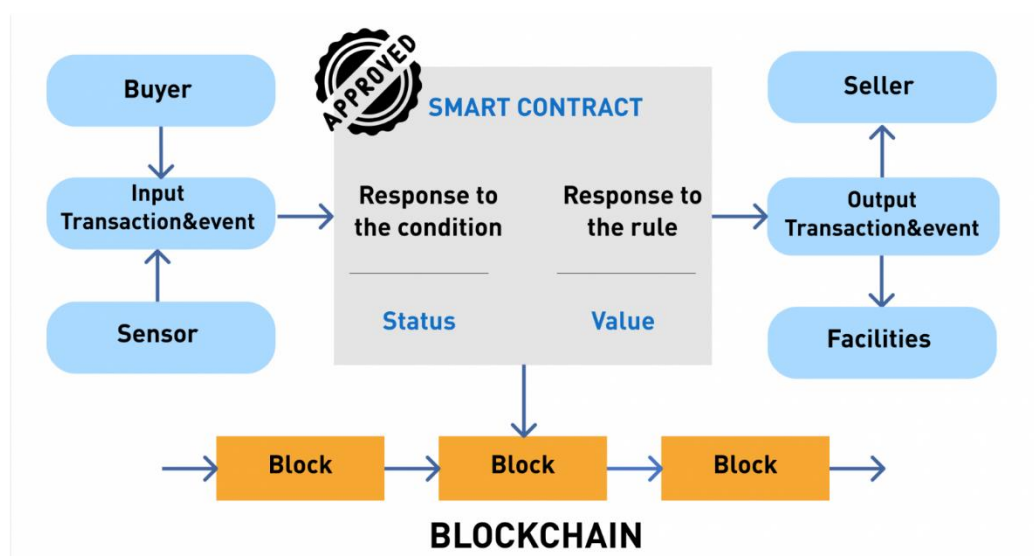 APPROVED
SMART CONTRACT
Buyer
Input
Transaction&event
Sensor
Response to
the condition
Status
Response to
the rule
Value
Seller
Output
Transaction&event
Facilities
Block
Block
Block
BLOCKCHAIN